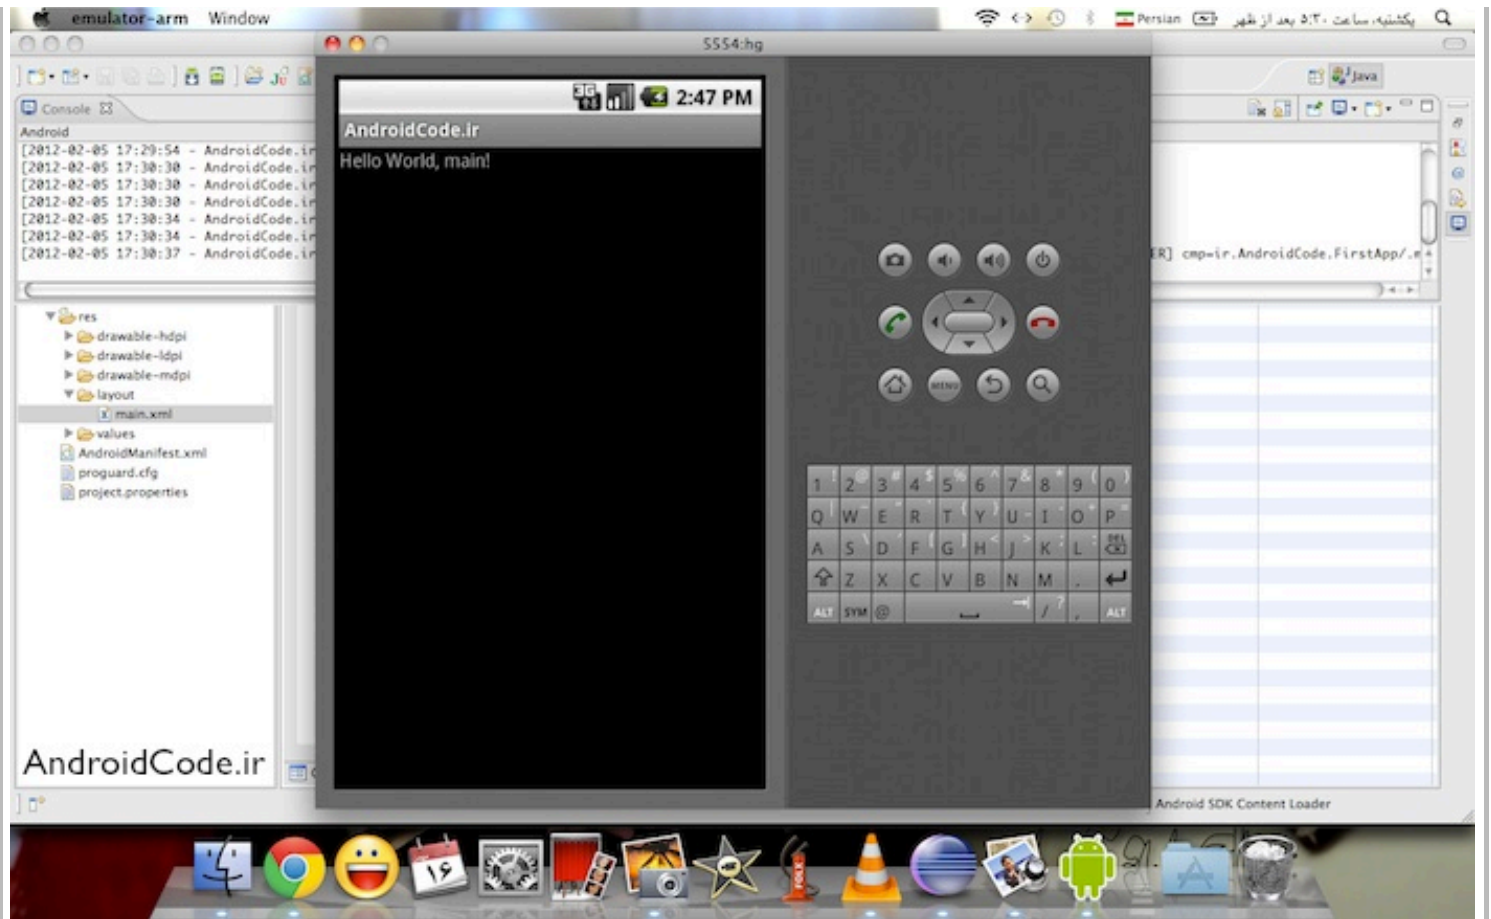 emulator-arm Window
Persian یکشنبه، ساعت ۵:۳۰ بعد از ظهر
5554:hg
Java
Console
Android
[2012-02-05 17:29:54 - AndroidCode.ir
[2012-02-05 17:30:30 - AndroidCode.ir
[2012-02-05 17:30:30 - AndroidCode.ir
[2012-02-05 17:30:30 - AndroidCode.ir
[2012-02-05 17:30:34 - AndroidCode.ir
[2012-02-05 17:30:34 - AndroidCode.ir
[2012-02-05 17:30:37 - AndroidCode.ir
ER] cmp=ir.AndroidCode.FirstApp/.m
3G 2:47 PM
AndroidCode.ir
Hello World, main!
MENU
1 ! 2 @ 3 # 4 $ 5 % 6 ^ 7 & 8 * 9 ( 0 )
Q W E R T Y U I O P
A S D F G H J K L DEL
Z X C V B N M .
ALT SYM @ / ? , ALT
res
drawable-hdpi
drawable-ldpi
drawable-mdpi
layout
main.xml
values
AndroidManifest.xml
proguard.cfg
project.properties
AndroidCode.ir
Android SDK Content Loader
۱۶
FOLX